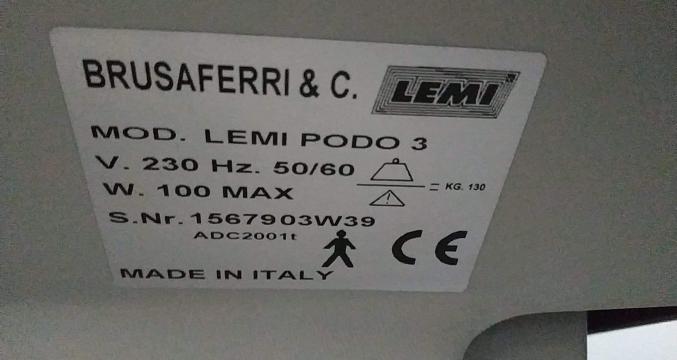 BRUSAFERRI & C. LEMI
MOD. LEMI PODO 3
V. 230 Hz. 50/60
W. 100 MAX
= KG. 130
S.Nr.1567903W39
ADC2001t
CE
MADE IN ITALY